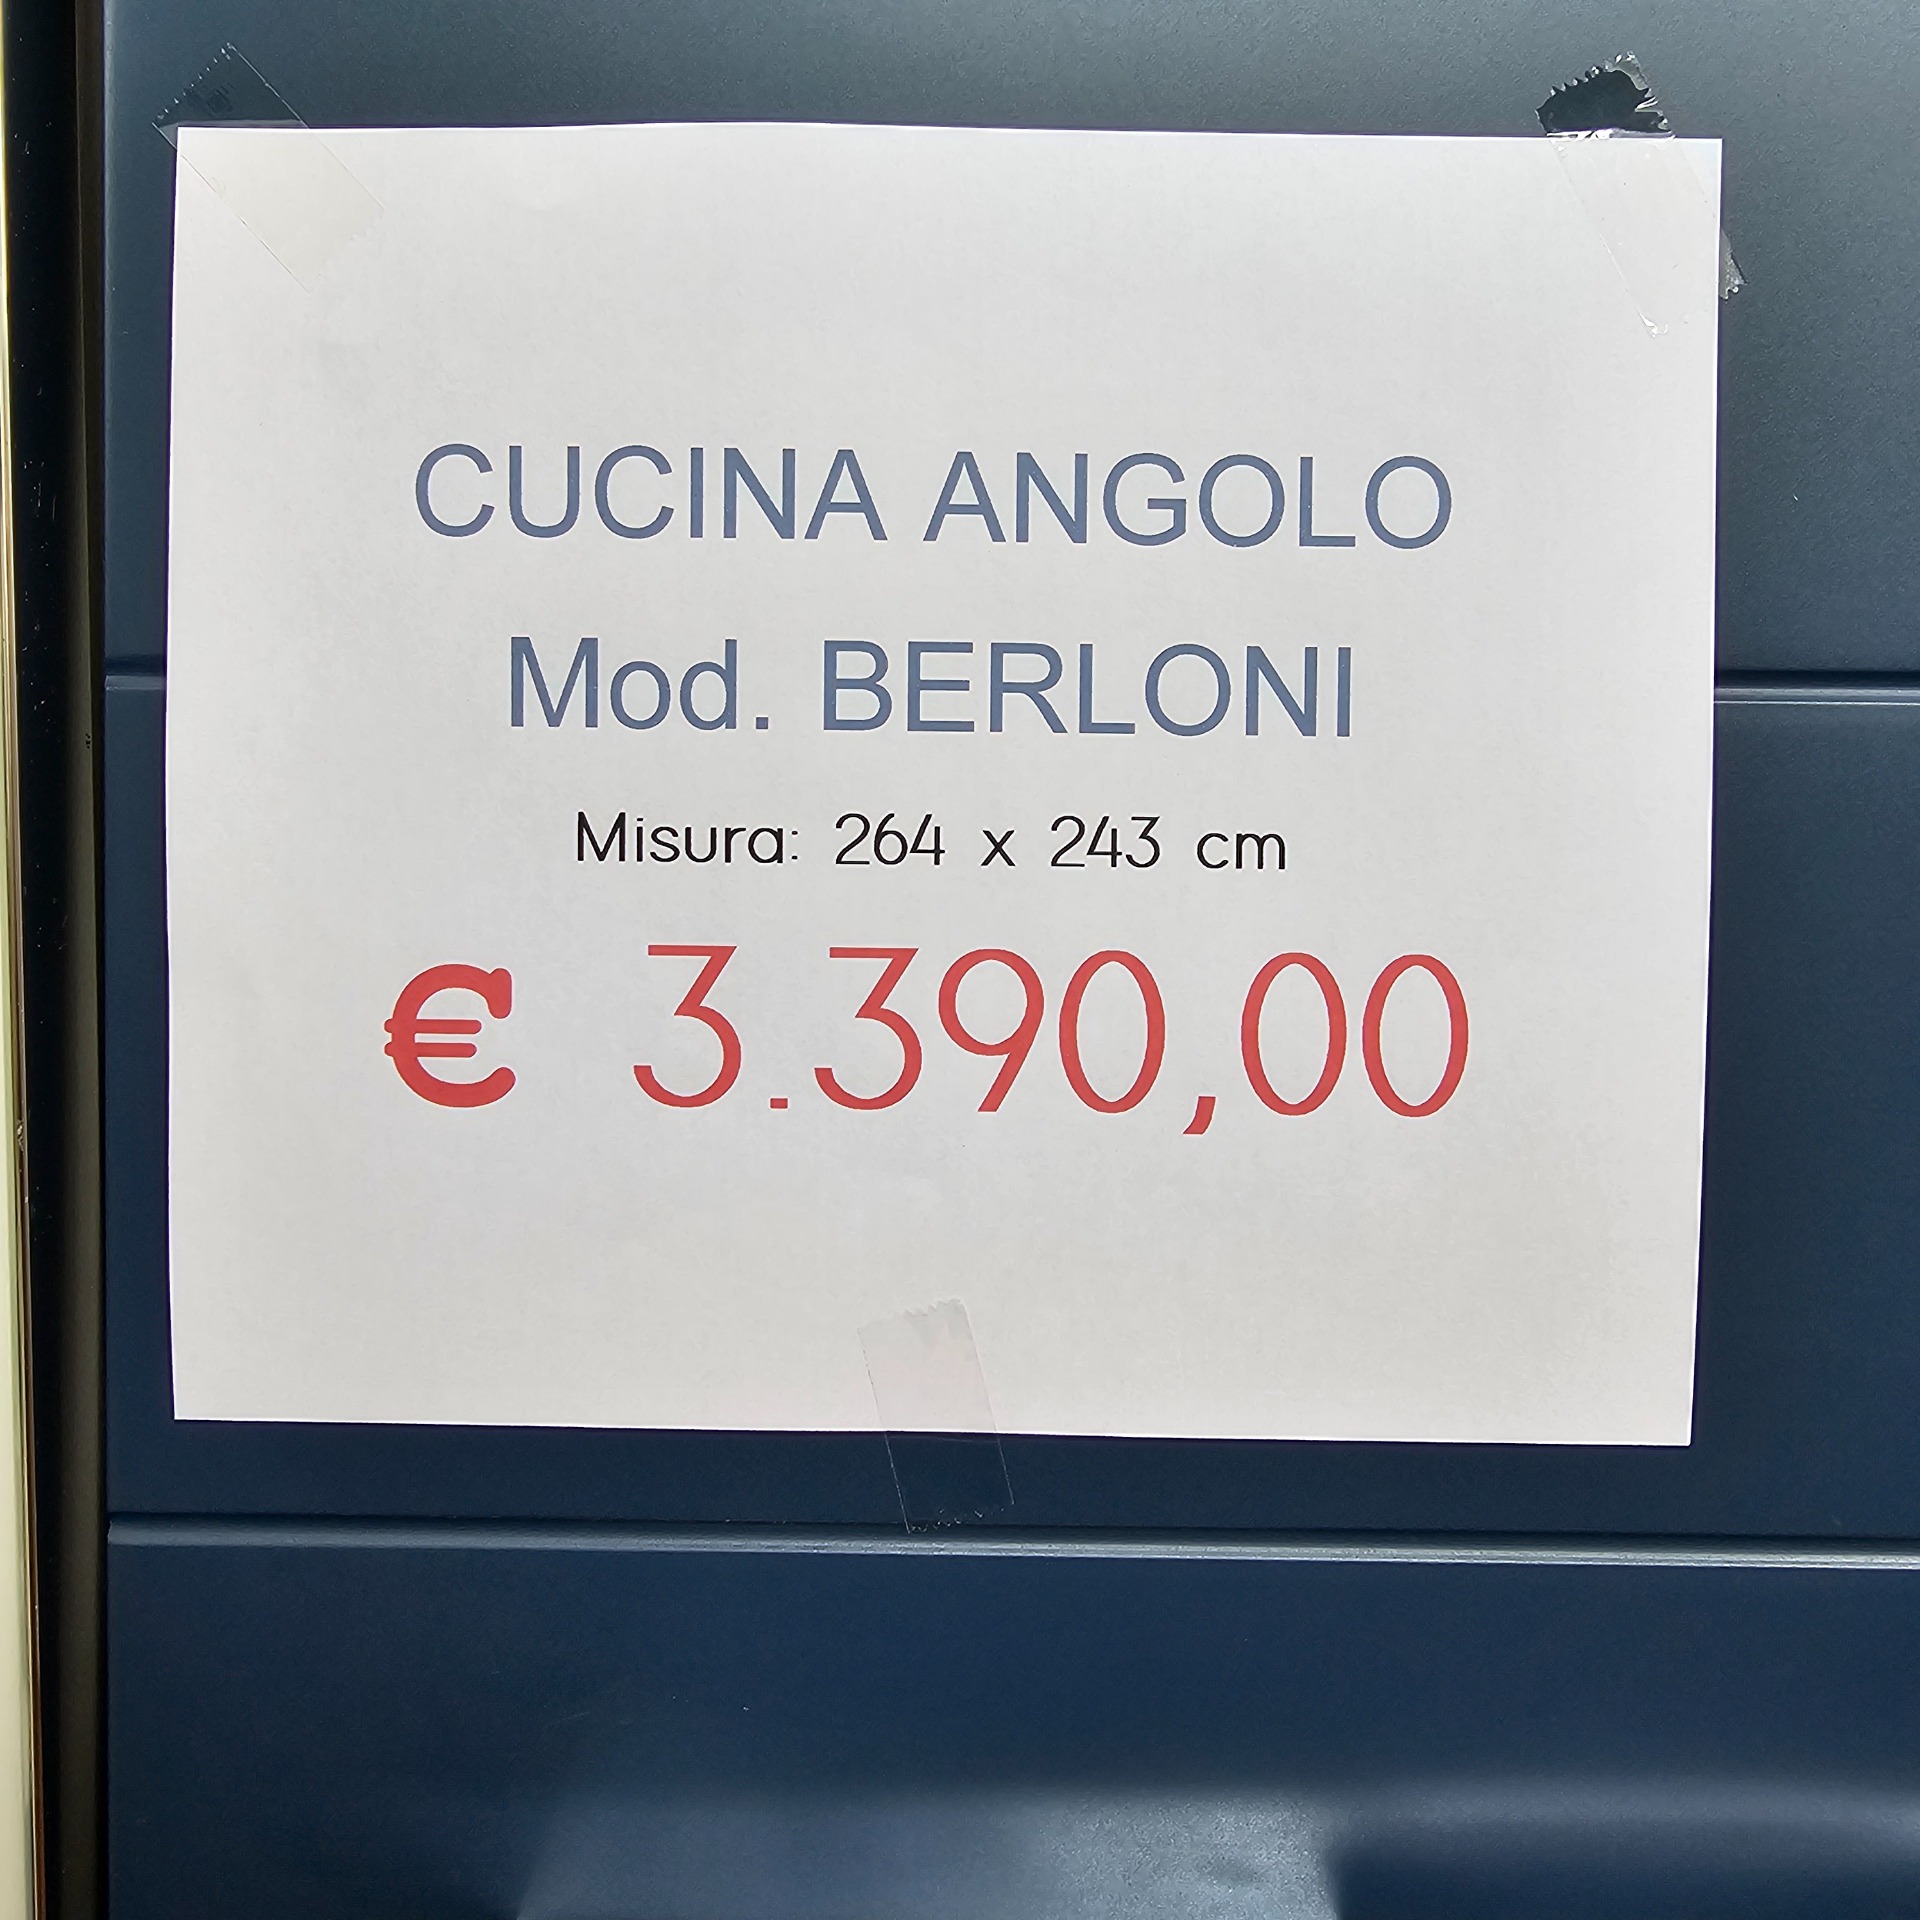 CUCINA ANGOLO
Mod. BERLONI
Misura: 264 x 243 cm
€ 3.390,00